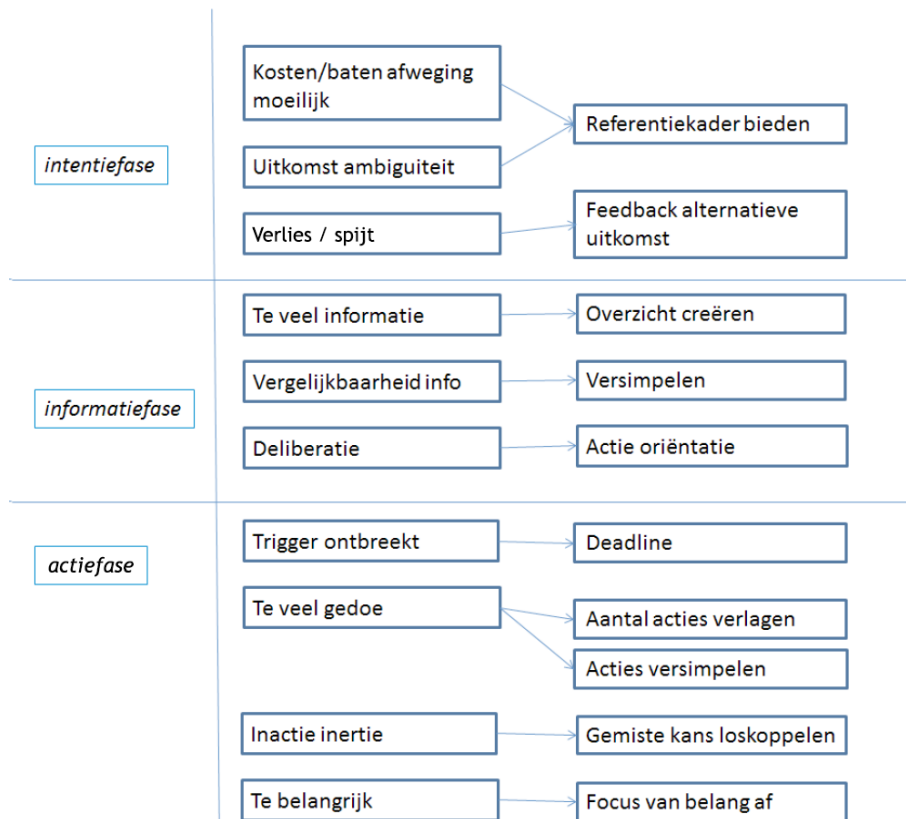 Kosten/baten afweging
moeilijk
Referentiekader bieden
intentiefase
Uitkomst ambiguiteit
Verlies / spijt
Feedback alternatieve
uitkomst
Te veel informatie
Overzicht creëren
informatiefase
Vergelijkbaarheid info
Versimpelen
Deliberatie
Actie oriëntatie
actiefase
Trigger ontbreekt
Deadline
Te veel gedoe
Aantal acties verlagen
Acties versimpelen
Inactie inertie
Gemiste kans loskoppelen
Te belangrijk
Focus van belang af